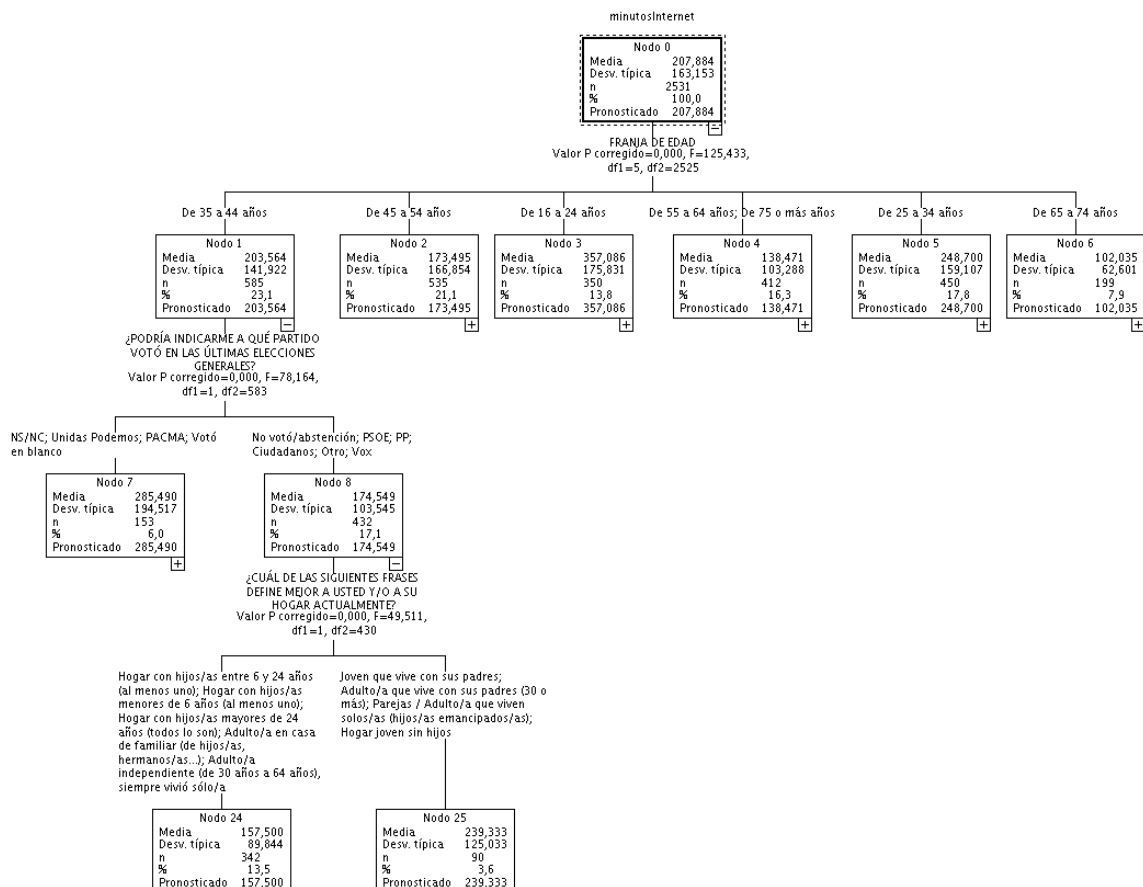 minutosInternet
Nodo 0
Media 207,884
Desv. típica 163,153
n 2531
% 100,0
Pronosticado 207,884
FRANJA DE EDAD
Valor P corregido=0,000, F=125,433,
df1=5, df2=2525
De 35 a 44 años
De 45 a 54 años
De 16 a 24 años
De 55 a 64 años; De 75 o más años
De 25 a 34 años
De 65 a 74 años
Nodo 1
Media 203,564
Desv. típica 141,922
n 585
% 23,1
Pronosticado 203,564
Nodo 2
Media 173,495
Desv. típica 166,854
n 535
% 21,1
Pronosticado 173,495
Nodo 3
Media 357,086
Desv. típica 175,831
n 350
% 13,8
Pronosticado 357,086
Nodo 4
Media 138,471
Desv. típica 103,288
n 412
% 16,3
Pronosticado 138,471
Nodo 5
Media 248,700
Desv. típica 159,107
n 450
% 17,8
Pronosticado 248,700
Nodo 6
Media 102,035
Desv. típica 62,601
n 199
% 7,9
Pronosticado 102,035
¿PODRÍA INDICARME A QUÉ PARTIDO
VOTÓ EN LAS ÚLTIMAS ELECCIONES
GENERALES?
Valor P corregido=0,000, F=78,164,
df1=1, df2=583
NS/NC; Unidas Podemos; PACMA; Votó
en blanco
No votó/abstención; PSOE; PP;
Ciudadanos; Otro; Vox
Nodo 7
Media 285,490
Desv. típica 194,517
n 153
% 6,0
Pronosticado 285,490
Nodo 8
Media 174,549
Desv. típica 103,545
n 432
% 17,1
Pronosticado 174,549
¿CUÁL DE LAS SIGUIENTES FRASES
DEFINE MEJOR A USTED Y/O A SU
HOGAR ACTUALMENTE?
Valor P corregido=0,000, F=49,511,
df1=1, df2=430
Hogar con hijos/as entre 6 y 24 años
(al menos uno); Hogar con hijos/as
menores de 6 años (al menos uno);
Hogar con hijos/as mayores de 24
años (todos lo son); Adulto/a en casa
de familiar (de hijos/as,
hermanos/as...); Adulto/a
independiente (de 30 años a 64 años),
siempre vivió sólo/a
Joven que vive con sus padres;
Adulto/a que vive con sus padres (30 o
más); Parejas / Adulto/a que viven
solos/as (hijos/as emancipados/as);
Hogar joven sin hijos
Nodo 24
Media 157,500
Desv. típica 89,844
n 342
% 13,5
Pronosticado 157,500
Nodo 25
Media 239,333
Desv. típica 125,033
n 90
% 3,6
Pronosticado 239,333